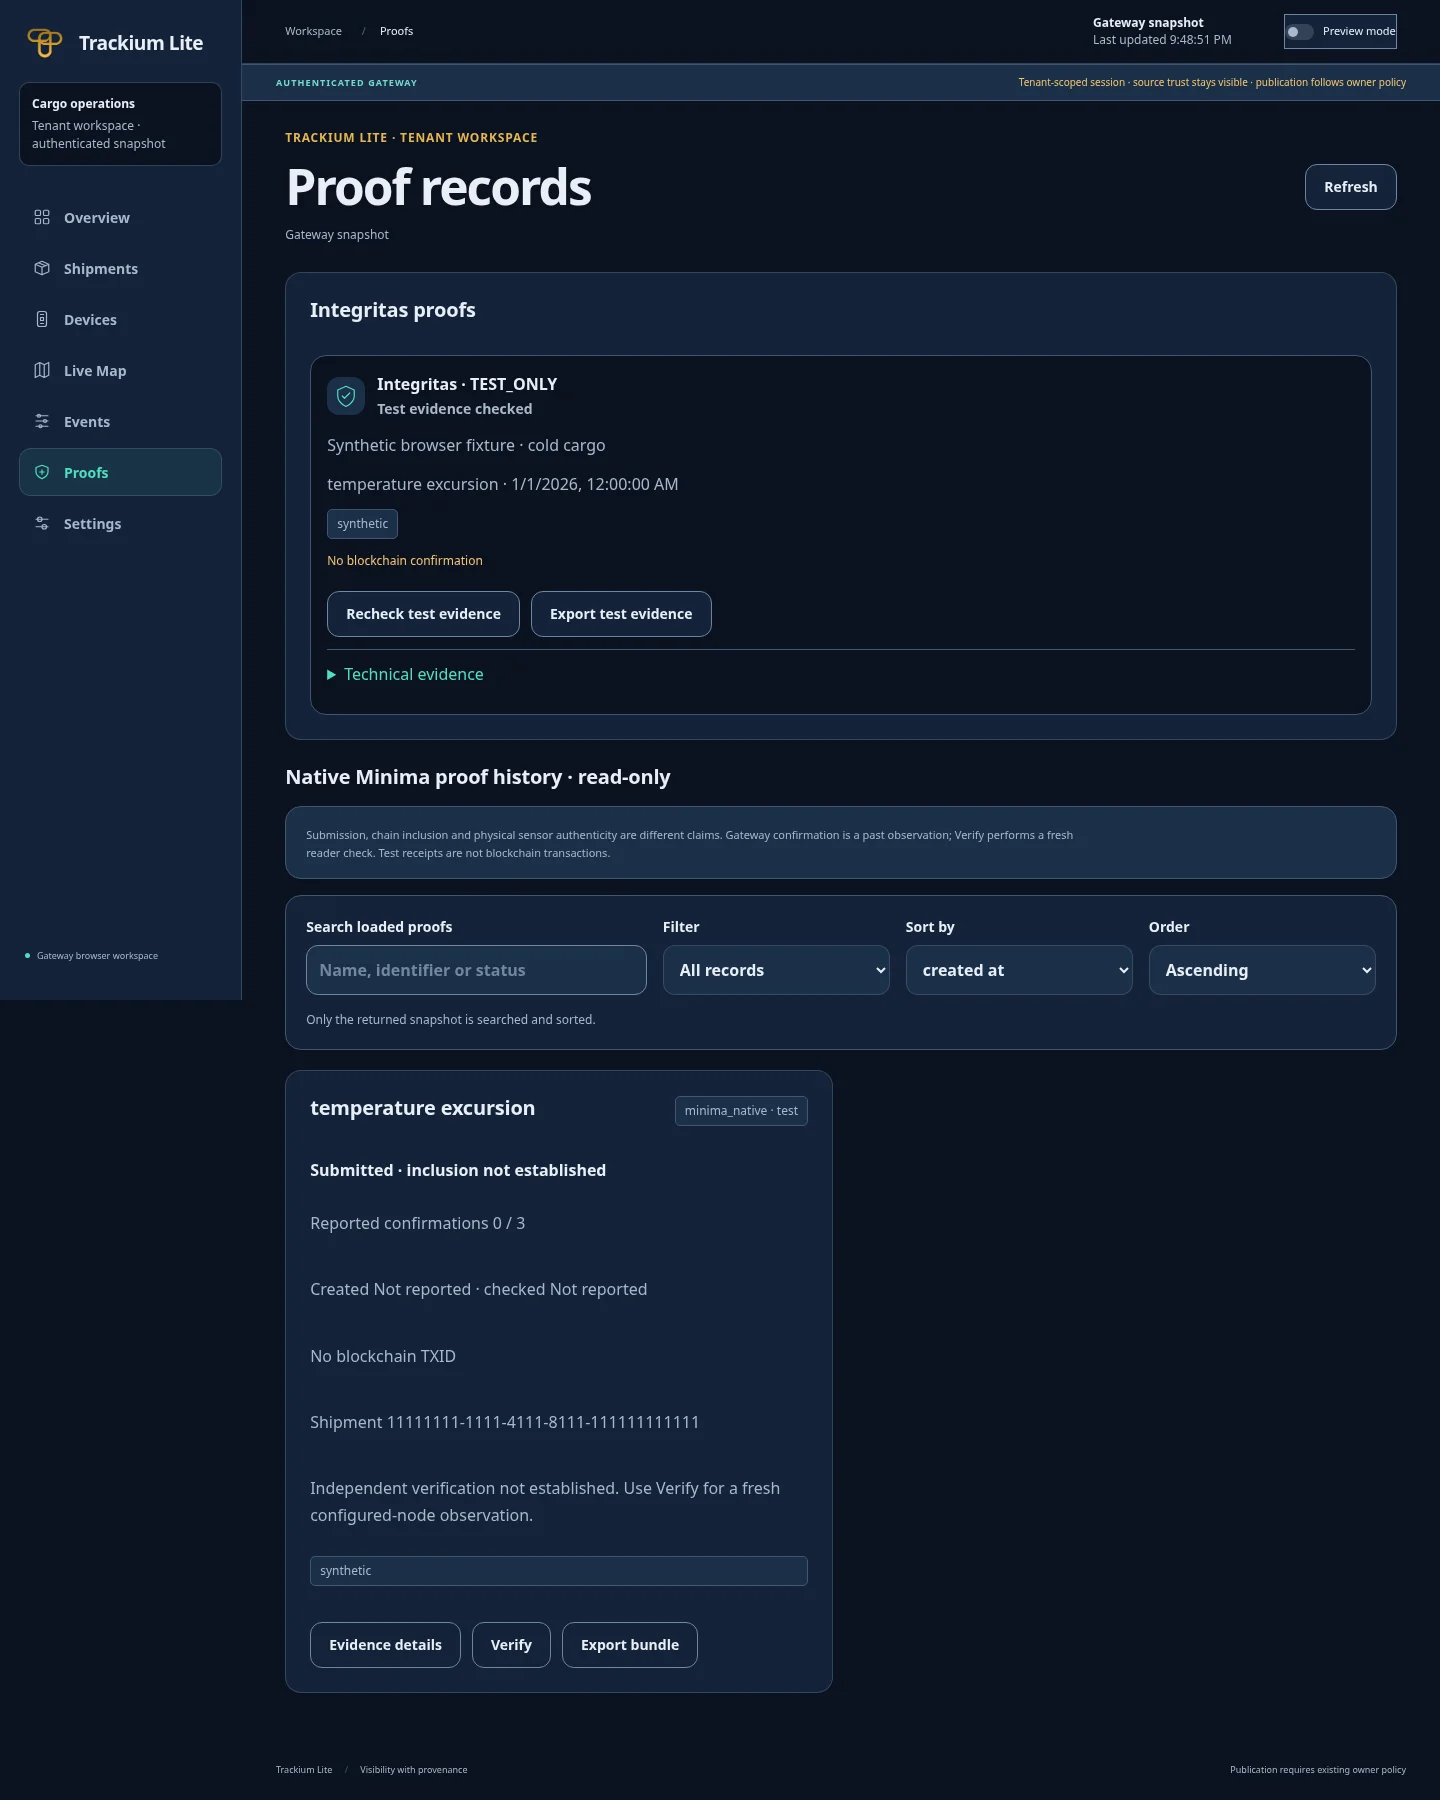 Trackium Lite
Cargo operations
Tenant workspace ·
authenticated snapshot
Overview
Shipments
Devices
Live Map
Events
Proofs
Settings
Gateway browser workspace
Workspace / Proofs
Gateway snapshot
Last updated 9:48:51 PM
Preview mode
AUTHENTICATED GATEWAY
Tenant-scoped session · source trust stays visible · publication follows owner policy
TRACKIUM LITE · TENANT WORKSPACE
Proof records
Refresh
Gateway snapshot
Integritas proofs
Integritas · TEST_ONLY
Test evidence checked
Synthetic browser fixture · cold cargo
temperature excursion · 1/1/2026, 12:00:00 AM
synthetic
No blockchain confirmation
Recheck test evidence
Export test evidence
Technical evidence
Native Minima proof history · read-only
Submission, chain inclusion and physical sensor authenticity are different claims. Gateway confirmation is a past observation; Verify performs a fresh
reader check. Test receipts are not blockchain transactions.
Search loaded proofs
Filter
Sort by
Order
Name, identifier or status
All records
created at
Ascending
Only the returned snapshot is searched and sorted.
temperature excursion
minima_native · test
Submitted · inclusion not established
Reported confirmations 0 / 3
Created Not reported · checked Not reported
No blockchain TXID
Shipment 11111111-1111-4111-8111-111111111111
Independent verification not established. Use Verify for a fresh
configured-node observation.
synthetic
Evidence details
Verify
Export bundle
Trackium Lite / Visibility with provenance
Publication requires existing owner policy